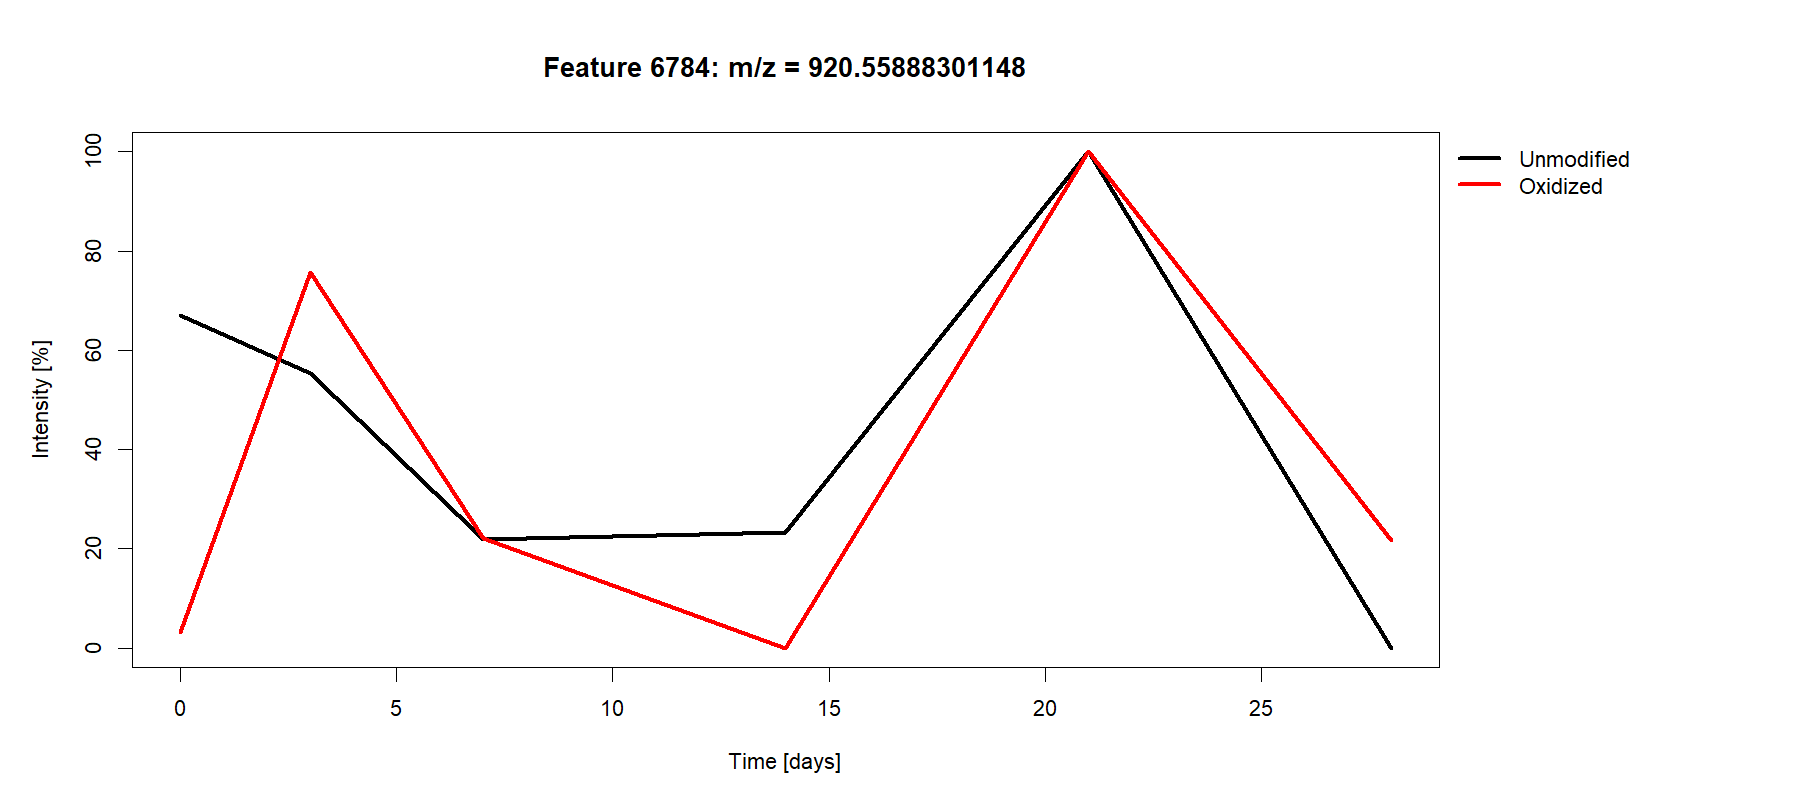 Feature 6784: m/z = 920.55888301148
Unmodified
Oxidized
Intensity [%]
100
80
60
40
20
0
0 5 10 15 20 25
Time [days]